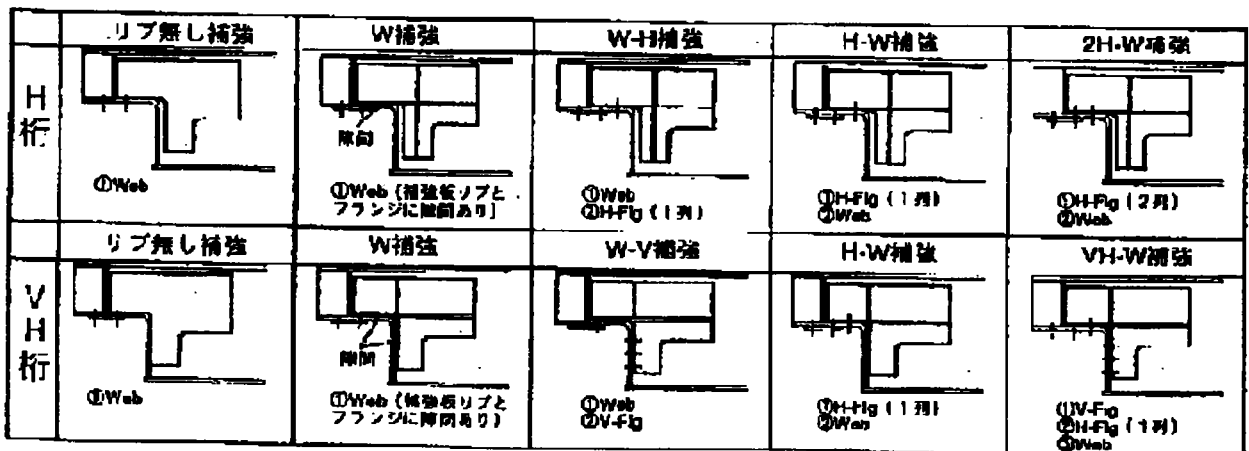 リブ無し補強
W補強
W-H補強
H-W補強
2H-W補強
H桁
隙間
①Web
①Web (補強板リブと
フランジに隙間あり)
①Web
②H-Flg (1列)
①H-Flg (1列)
②Web
①H-Flg (2列)
②Web
リブ無し補強
W補強
W-V補強
H-W補強
VH-W補強
VH桁
隙間
①Web
①Web (補強板リブと
フランジに隙間あり)
①Web
②V-Flg
①H-Flg (1列)
②Web
①V-Flg
②H-Flg (1列)
③Web